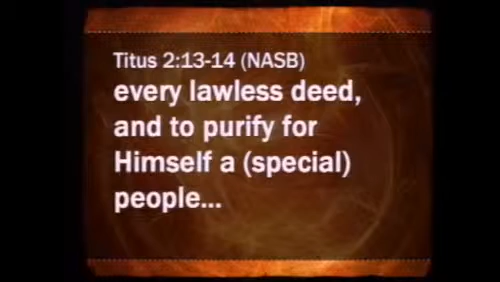 Titus 2:13-14 (NASB)
every lawless deed,
and to purify for
Himself a (special)
people...